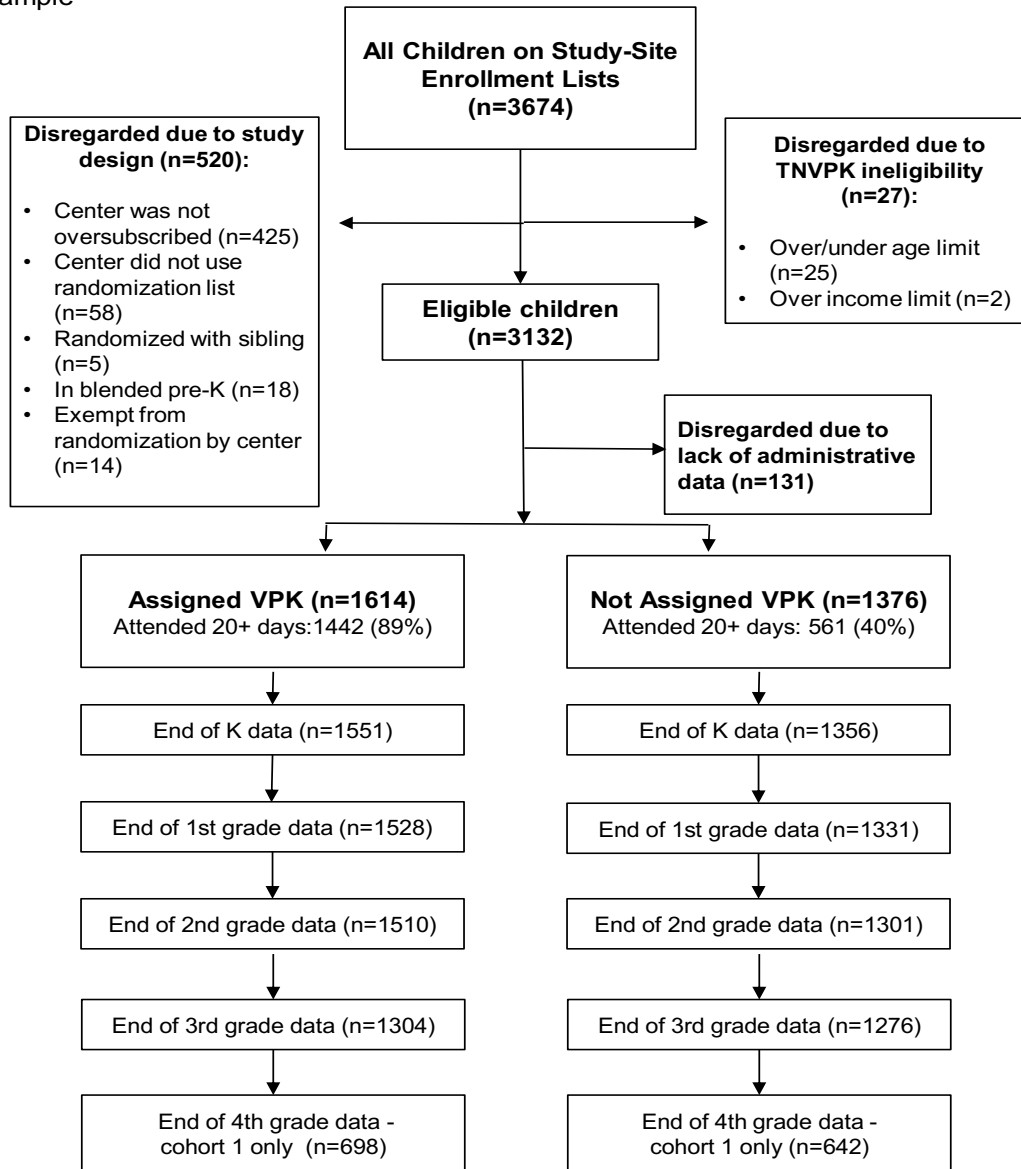 All Children on Study-Site
Enrollment Lists
(n=3674)
Disregarded due to study
design (n=520):
• Center was not
oversubscribed (n=425)
• Center did not use
randomization list
(n=58)
• Randomized with sibling
(n=5)
• In blended pre-K (n=18)
• Exempt from
randomization by center
(n=14)
Disregarded due to
TNVPK ineligibility
(n=27):
• Over/under age limit
(n=25)
• Over income limit (n=2)
Eligible children
(n=3132)
Disregarded due to
lack of administrative
data (n=131)
Assigned VPK (n=1614)
Attended 20+ days:1442 (89%)
Not Assigned VPK (n=1376)
Attended 20+ days: 561 (40%)
End of K data (n=1551)
End of K data (n=1356)
End of 1st grade data (n=1528)
End of 1st grade data (n=1331)
End of 2nd grade data (n=1510)
End of 2nd grade data (n=1301)
End of 3rd grade data (n=1304)
End of 3rd grade data (n=1276)
End of 4th grade data -
cohort 1 only (n=698)
End of 4th grade data -
cohort 1 only (n=642)